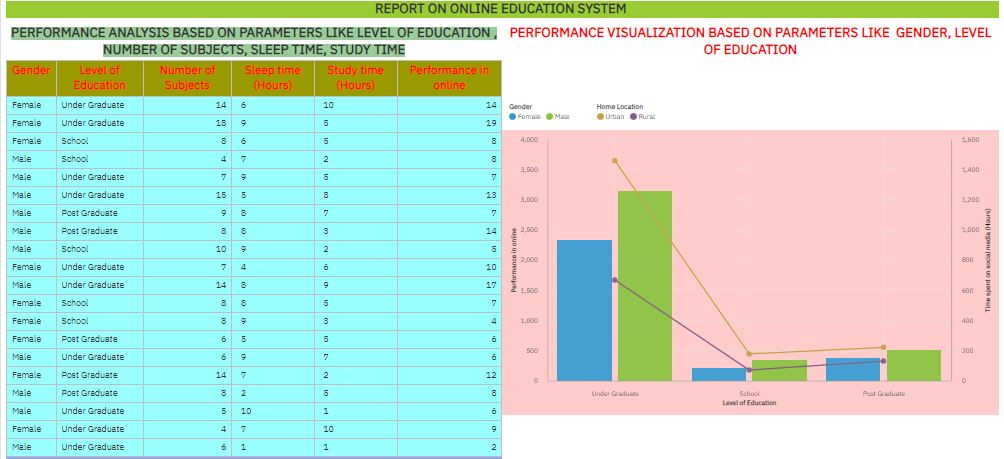 REPORT ON ONLINE EDUCATION SYSTEM
PERFORMANCE ANALYSIS BASED ON PARAMETERS LIKE LEVEL OF EDUCATION ,
NUMBER OF SUBJECTS, SLEEP TIME, STUDY TIME
Gender Level of Education Number of Subjects Sleep time (Hours) Study time (Hours) Performance in online
Female Under Graduate 14 6 10 14
Female Under Graduate 18 9 5 19
Female School 8 6 5 8
Male School 4 7 2 8
Male Under Graduate 7 9 5 7
Male Under Graduate 15 5 8 13
Male Post Graduate 9 8 7 7
Male Post Graduate 8 8 3 14
Male School 10 9 2 5
Female Under Graduate 7 4 6 10
Male Under Graduate 14 8 9 17
Female School 8 8 5 7
Female School 8 9 3 4
Female Post Graduate 6 5 5 6
Male Under Graduate 6 9 7 6
Female Post Graduate 14 7 2 12
Male Post Graduate 8 2 5 8
Male Under Graduate 5 10 1 6
Female Under Graduate 4 7 10 9
Male Under Graduate 6 1 1 2
PERFORMANCE VISUALIZATION BASED ON PARAMETERS LIKE GENDER, LEVEL
OF EDUCATION
Gender Home Location
Female Male Urban Rural
4,000 1,600
3,500 1,400
3,000 1,200
2,500 1,000
2,000 800
1,500 600
1,000 400
500 200
0 0
Performance in online
Time spent on social media (Hours)
Under Graduate School Post Graduate
Level of Education